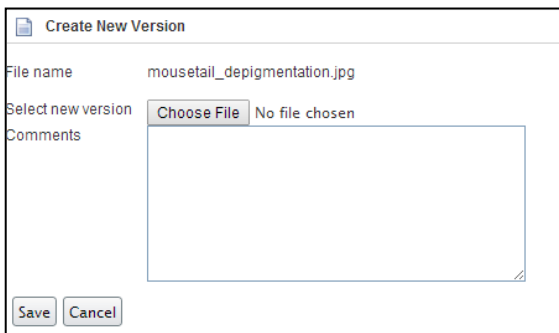 Create New Version
File name mousetail_depigmentation.jpg
Select new version Choose File No file chosen
Comments
Save Cancel